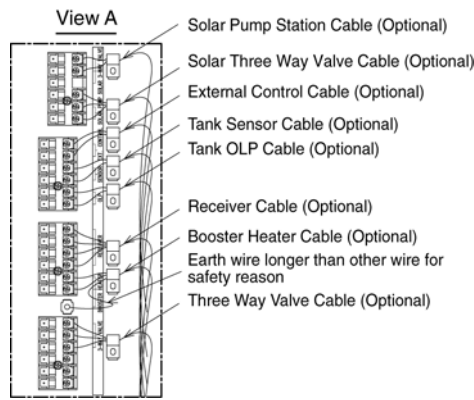 View A
Solar Pump Station Cable (Optional)
Solar Three Way Valve Cable (Optional)
External Control Cable (Optional)
Tank Sensor Cable (Optional)
Tank OLP Cable (Optional)
Receiver Cable (Optional)
Booster Heater Cable (Optional)
Earth wire longer than other wire for
safety reason
Three Way Valve Cable (Optional)